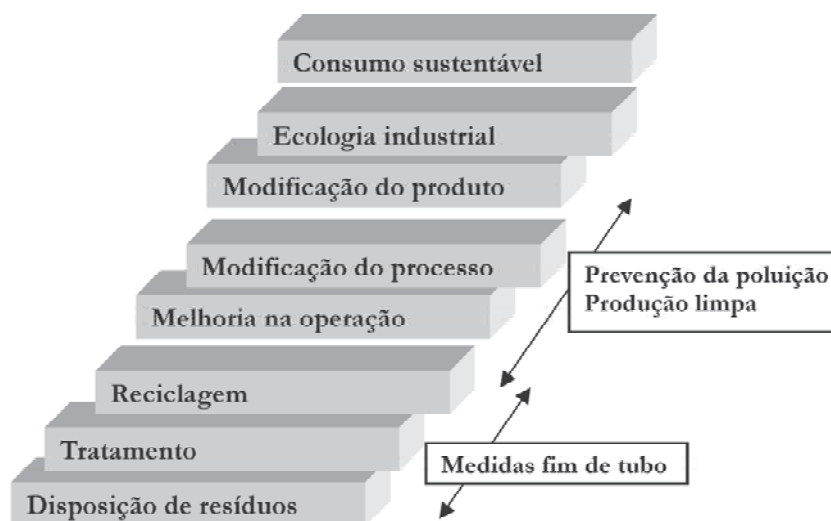 Consumo sustentável
Ecologia industrial
Modificação do produto
Modificação do processo
Melhoria na operação
Reciclagem
Tratamento
Disposição de resíduos
Prevenção da poluição
Produção limpa
Medidas fim de tubo